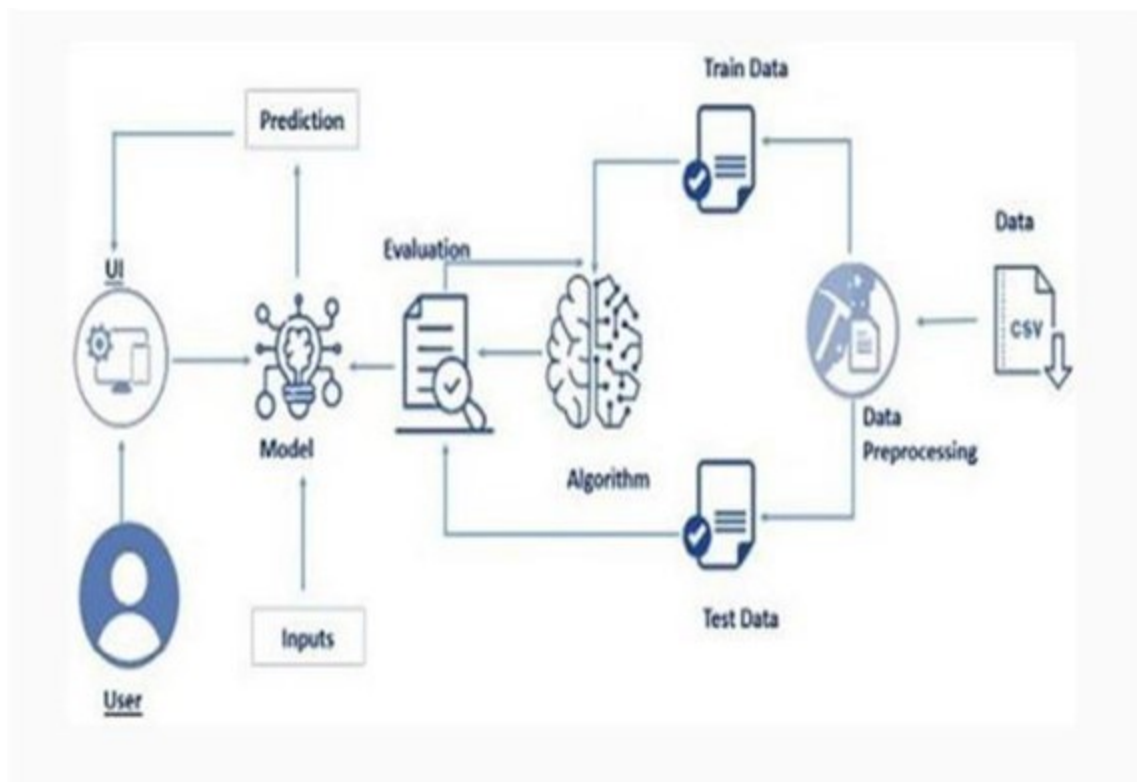 Train Data
Prediction
Data
Evaluation
UI
CSV
Data
Preprocessing
Model
Algorithm
Test Data
Inputs
User